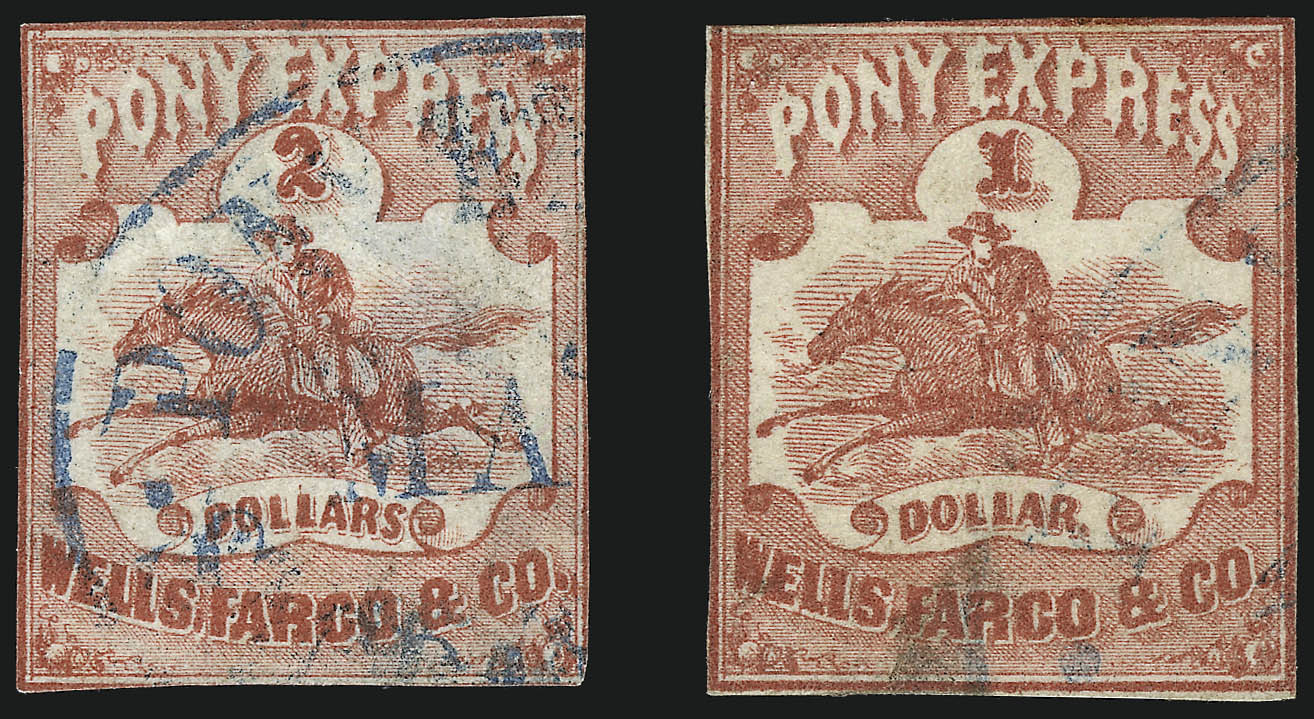 PONY EXPRESS
2
DOLLARS
WELLS, FARGO & CO.
PONY EXPRESS
1
DOLLAR.
WELLS, FARGO & CO.